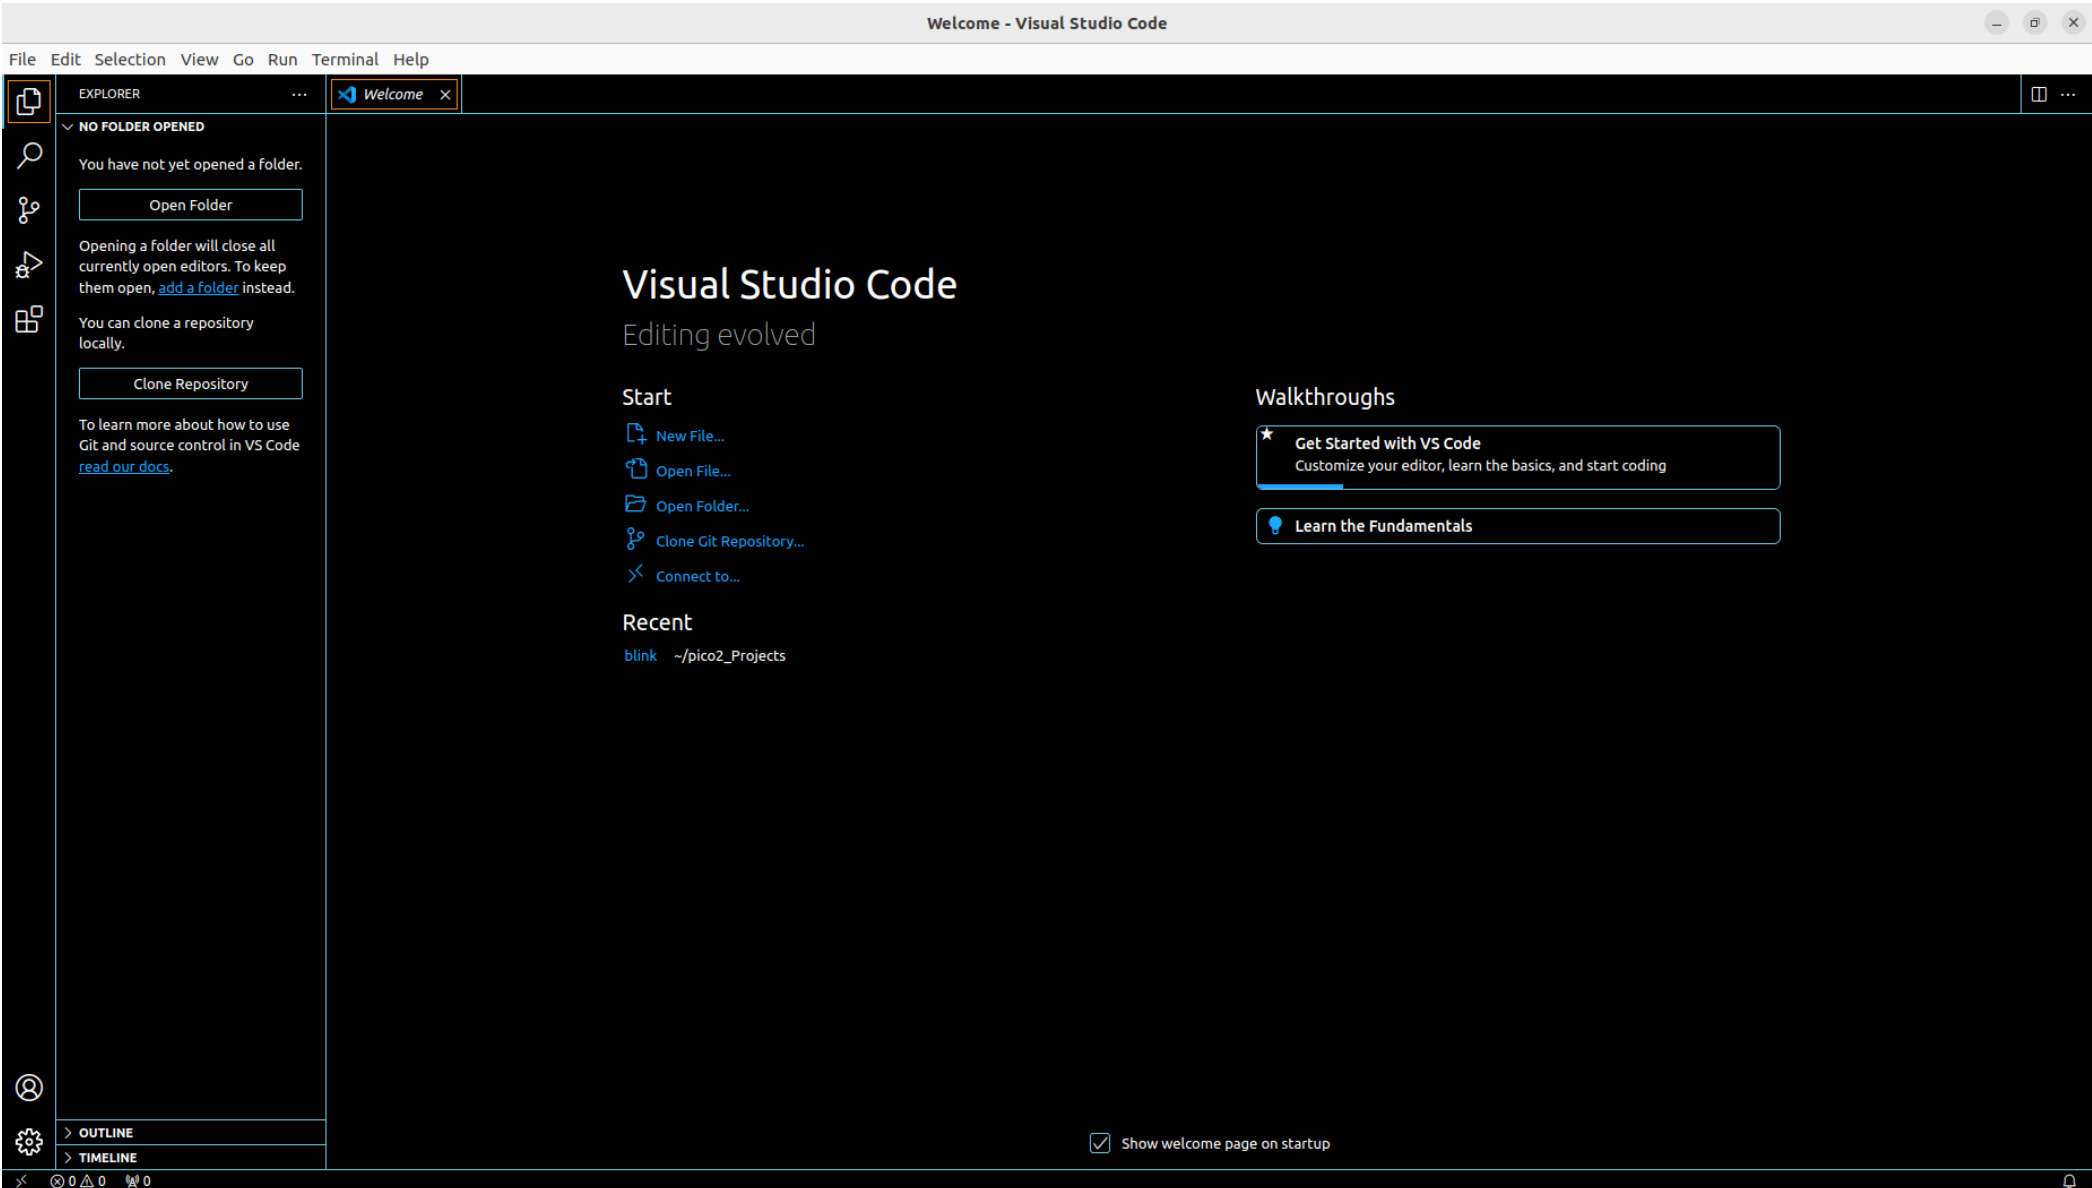 Welcome - Visual Studio Code
File Edit Selection View Go Run Terminal Help
EXPLORER
Welcome
NO FOLDER OPENED
You have not yet opened a folder.
Open Folder
Opening a folder will close all
currently open editors. To keep
them open, add a folder instead.
You can clone a repository
locally.
Clone Repository
To learn more about how to use
Git and source control in VS Code
read our docs.
OUTLINE
TIMELINE
Visual Studio Code
Editing evolved
Start
New File...
Open File...
Open Folder...
Clone Git Repository...
Connect to...
Recent
blink ~/pico2_Projects
Walkthroughs
Get Started with VS Code
Customize your editor, learn the basics, and start coding
Learn the Fundamentals
Show welcome page on startup
0 0 0